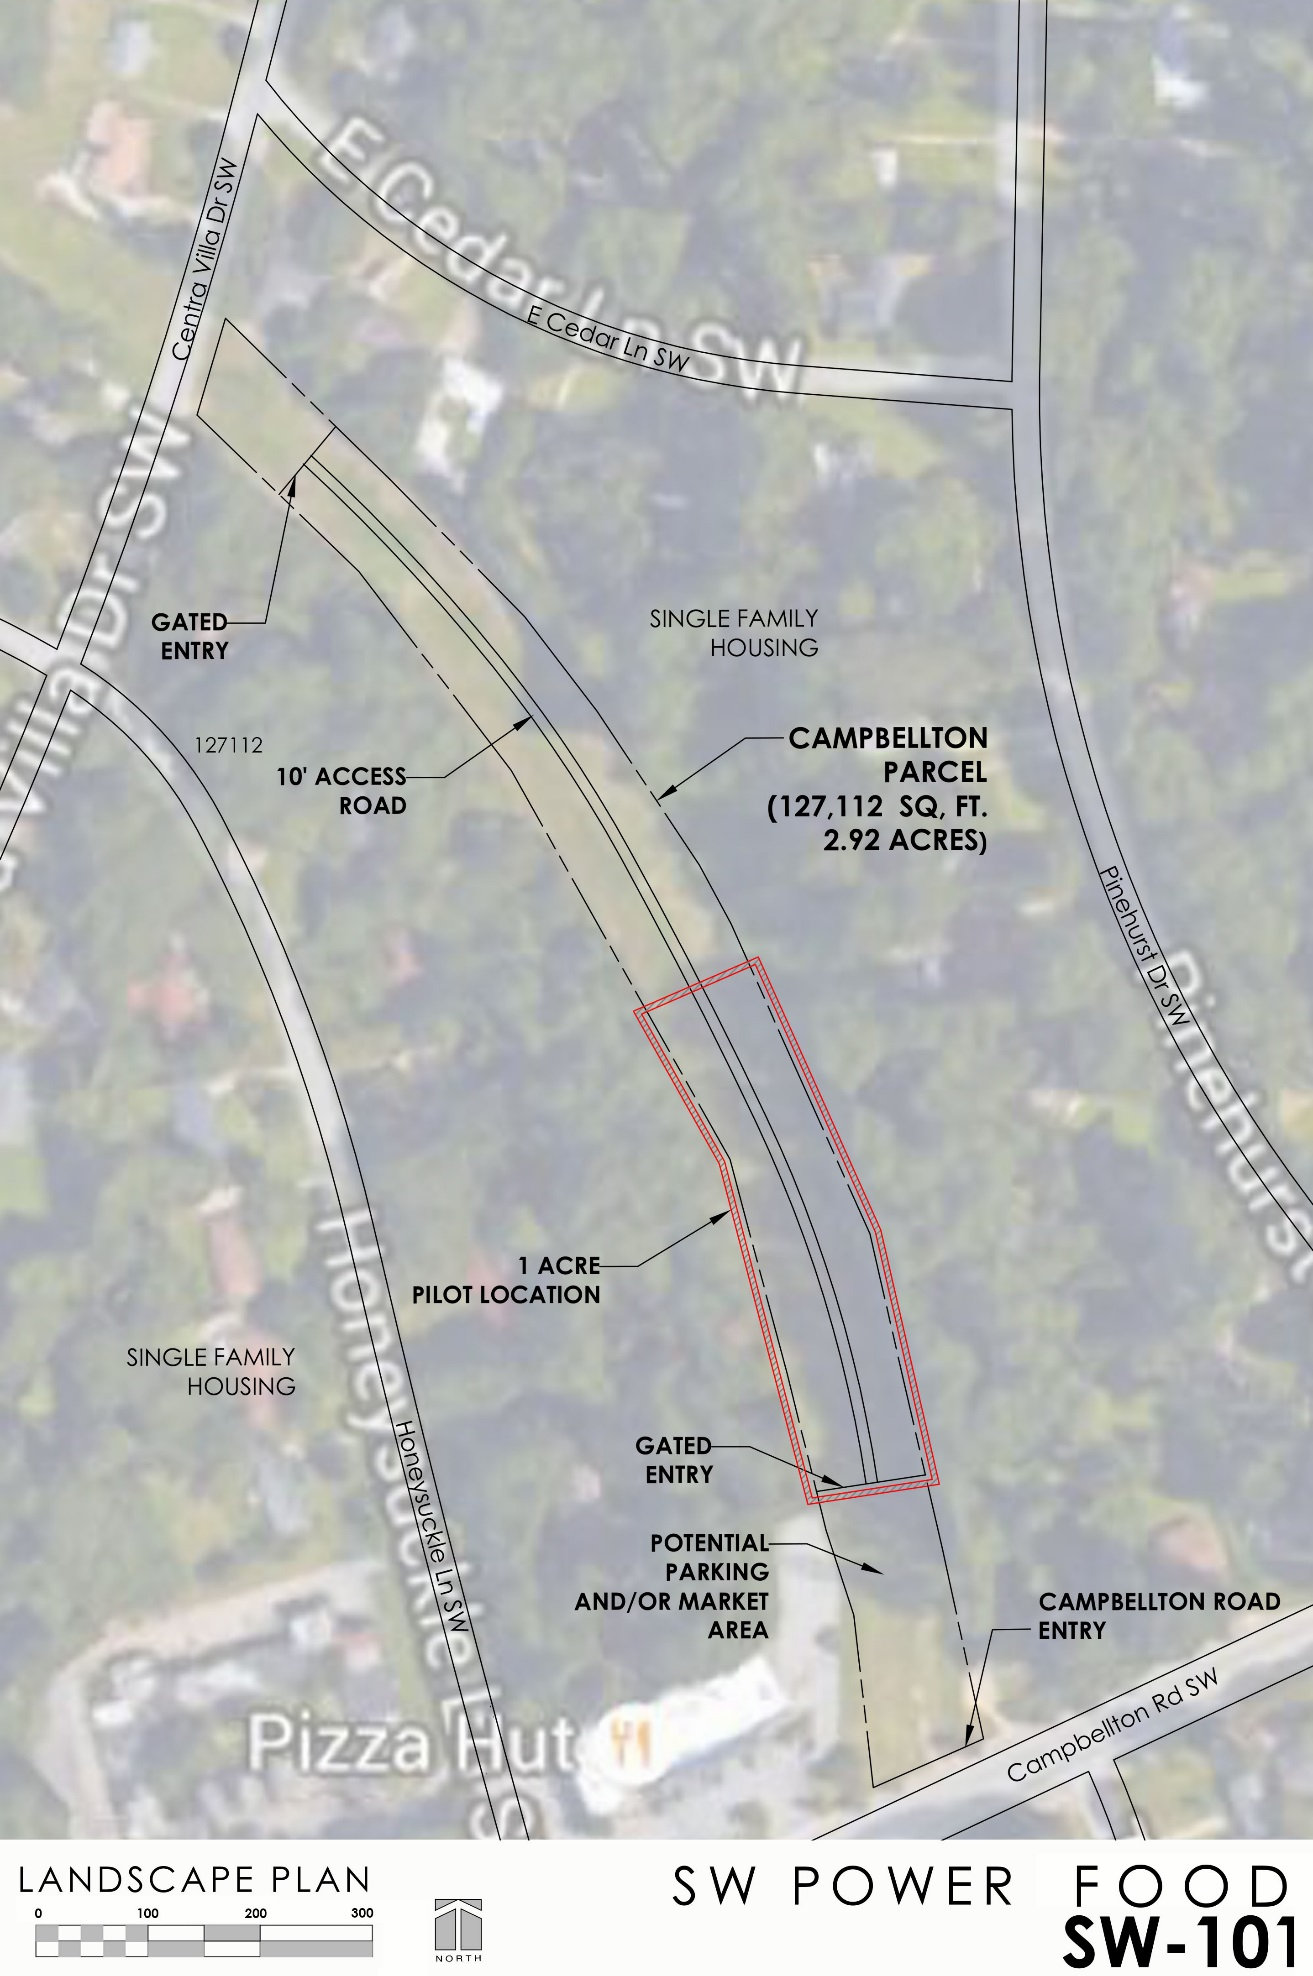 E Cedar Ln SW
Centra Villa Dr SW
E Cedar Ln SW
Villa Dr SW
GATED
ENTRY
SINGLE FAMILY
HOUSING
127112
10' ACCESS
ROAD
CAMPBELLTON
PARCEL
(127,112 SQ, FT.
2.92 ACRES)
Pinehurst Dr SW
Pinehurst
1 ACRE
PILOT LOCATION
SINGLE FAMILY
HOUSING
Honeysuckle Ln S
Honeysuckle Ln SW
GATED
ENTRY
POTENTIAL
PARKING
AND/OR MARKET
AREA
CAMPBELLTON ROAD
ENTRY
Campbellton Rd SW
Pizza Hut
LANDSCAPE PLAN
0 100 200 300
NORTH
SW POWER FOOD
SW-101